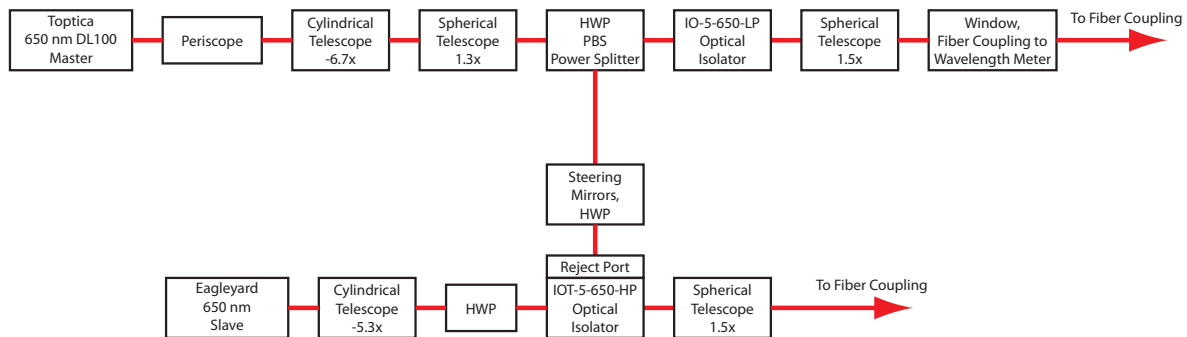 Toptica
650 nm DL100
Master
Periscope
Cylindrical
Telescope
-6.7x
Spherical
Telescope
1.3x
HWP
PBS
Power Splitter
IO-5-650-LP
Optical
Isolator
Spherical
Telescope
1.5x
Window,
Fiber Coupling to
Wavelength Meter
To Fiber Coupling
Steering
Mirrors,
HWP
Eagleyard
650 nm
Slave
Cylindrical
Telescope
-5.3x
HWP
Reject Port
IOT-5-650-HP
Optical
Isolator
Spherical
Telescope
1.5x
To Fiber Coupling